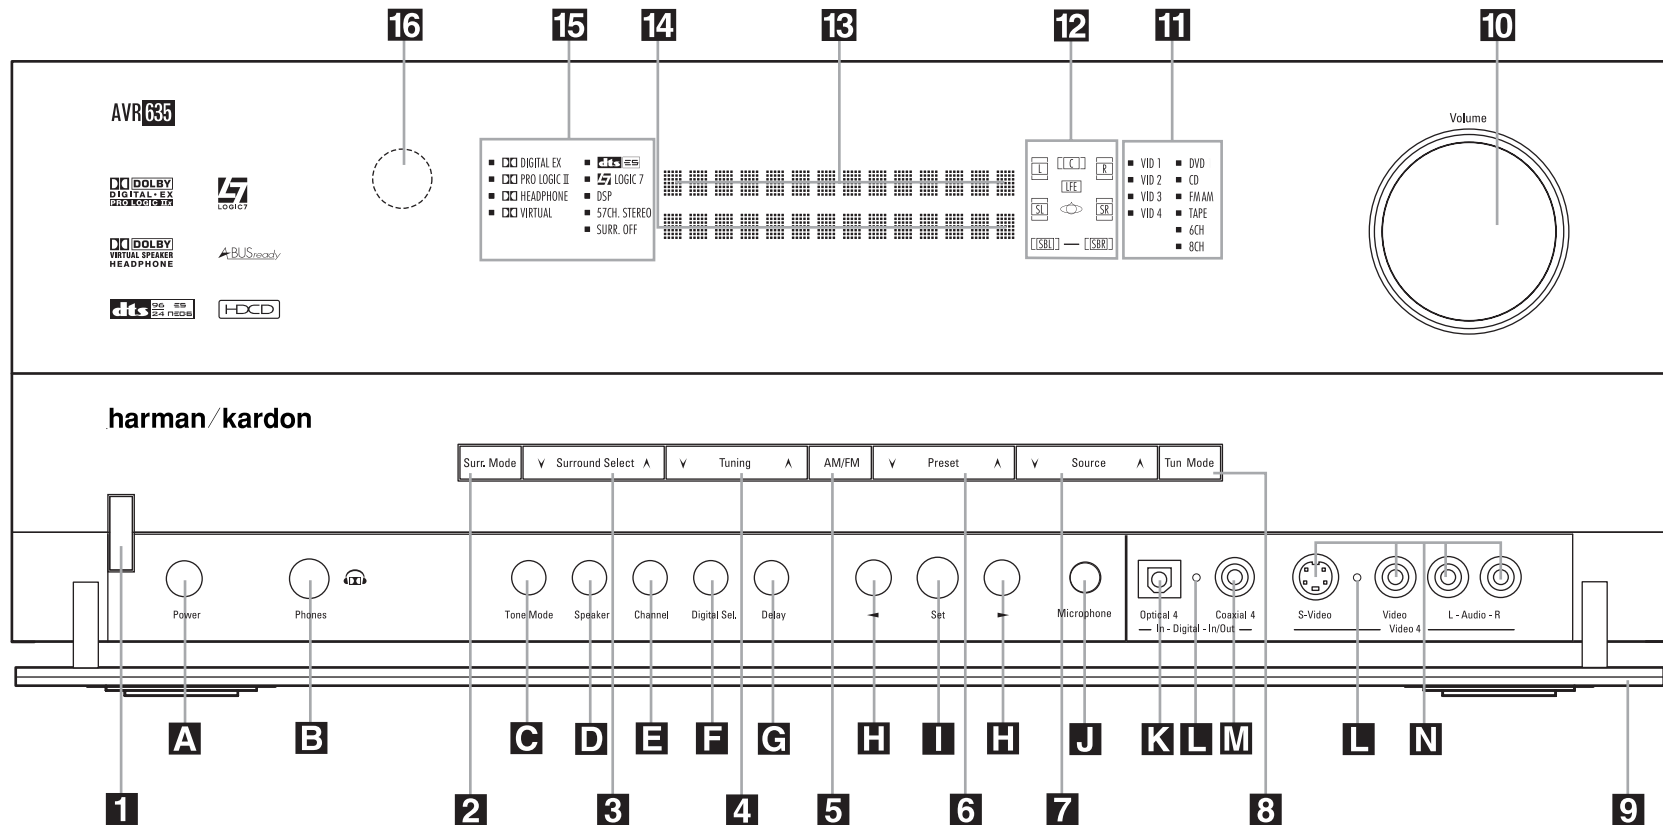 16 15 14 13 12 11 10
AVR 635
Volume
DIGITAL EX
PRO LOGIC II
HEADPHONE
VIRTUAL
dts ES
LOGIC 7
DSP
57CH. STEREO
SURR. OFF
L C R
LFE
SL SR
SBL SBR
VID 1
VID 2
VID 3
VID 4
DVD
CD
FM AM
TAPE
6CH
8CH
DOLBY
DIGITAL·EX
PRO LOGIC IIx
LOGIC7
DOLBY
VIRTUAL SPEAKER
HEADPHONE
A BUS ready
dts 96 ES
24 NEO6
HDCD
harman/kardon
Surr. Mode Surround Select Tuning AM/FM Preset Source Tun Mode
Power Phones Tone Mode Speaker Channel Digital Sel. Delay ◄ Set ► Microphone Optical 4 Coaxial 4 S-Video Video L - Audio - R
In - Digital - In/Out Video 4
A B C D E F G H I H J K L M L N
1 2 3 4 5 6 7 8 9